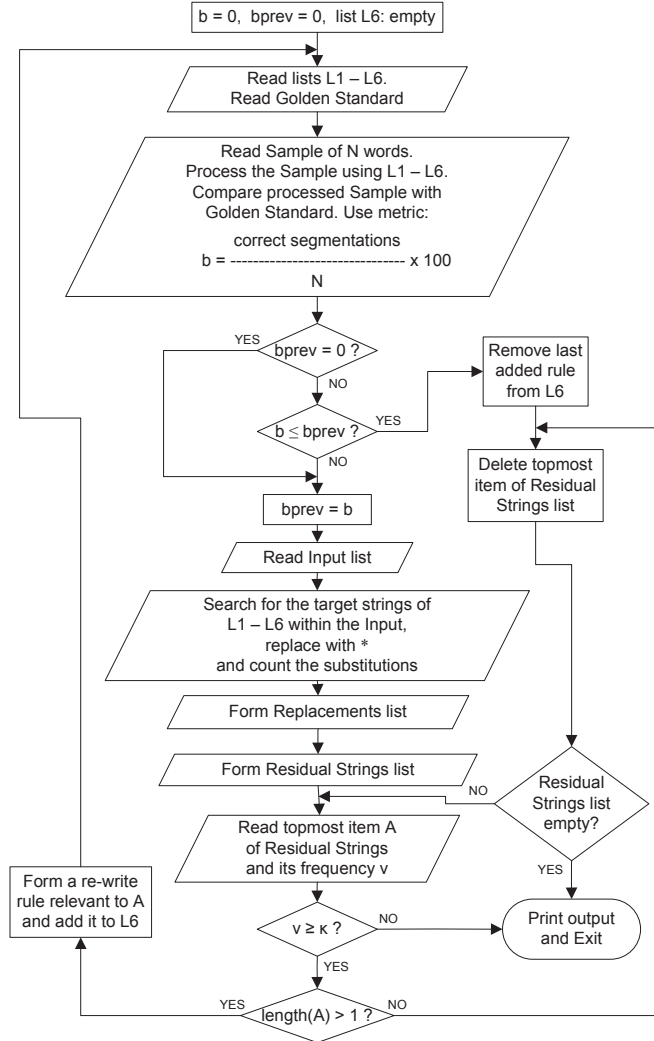 b = 0, bprev = 0, list L6: empty
Read lists L1 – L6.
Read Golden Standard
Read Sample of N words.
Process the Sample using L1 – L6.
Compare processed Sample with
Golden Standard. Use metric:
correct segmentations
b = -------------------------------- x 100
N
YES
bprev = 0 ?
NO
b ≤ bprev ?
YES
NO
Remove last
added rule
from L6
Delete topmost
item of Residual
Strings list
bprev = b
Read Input list
Search for the target strings of
L1 – L6 within the Input,
replace with *
and count the substitutions
Form Replacements list
Form Residual Strings list
NO
Residual
Strings list
empty?
YES
Read topmost item A
of Residual Strings
and its frequency v
Form a re-write
rule relevant to A
and add it to L6
v ≥ κ ?
NO
YES
Print output
and Exit
YES
length(A) > 1 ?
NO